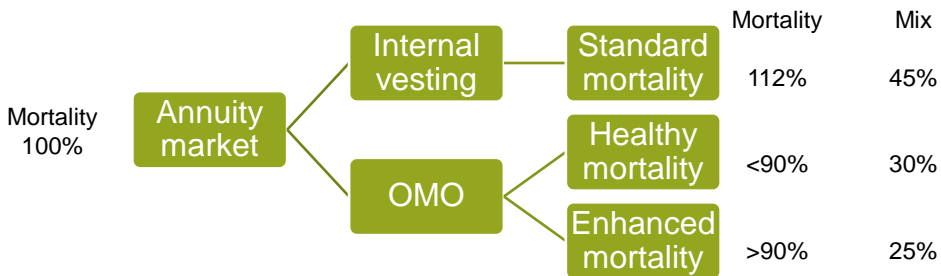 Mortality Mix
Internal
vesting
Standard
mortality
112% 45%
Mortality
100%
Annuity
market
Healthy
mortality
<90% 30%
OMO
Enhanced
mortality
>90% 25%